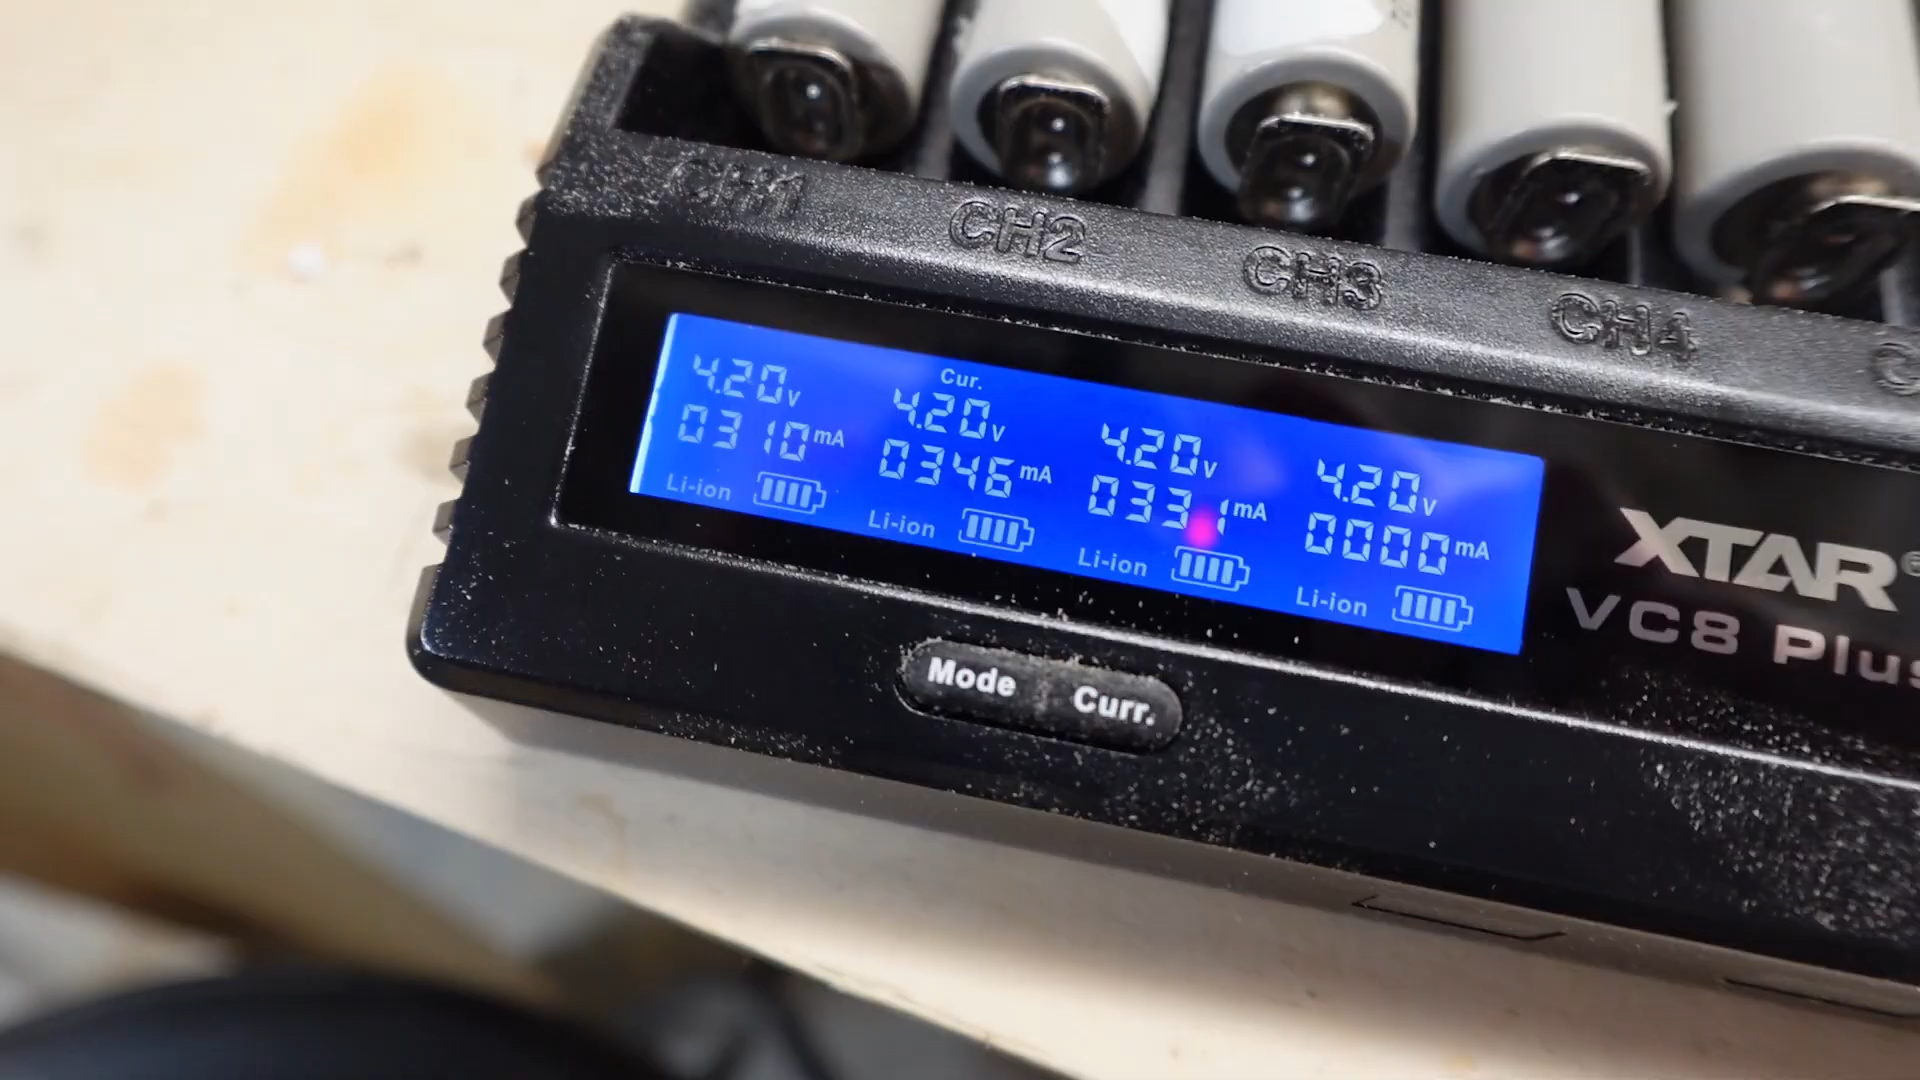 CH1
CH2
CH3
CH4
4.20V
0310mA
Li-ion
Cur.
4.20V
0346mA
Li-ion
4.20V
0331mA
Li-ion
4.20V
0000mA
Li-ion
XTAR®
VC8 Plus
Mode
Curr.